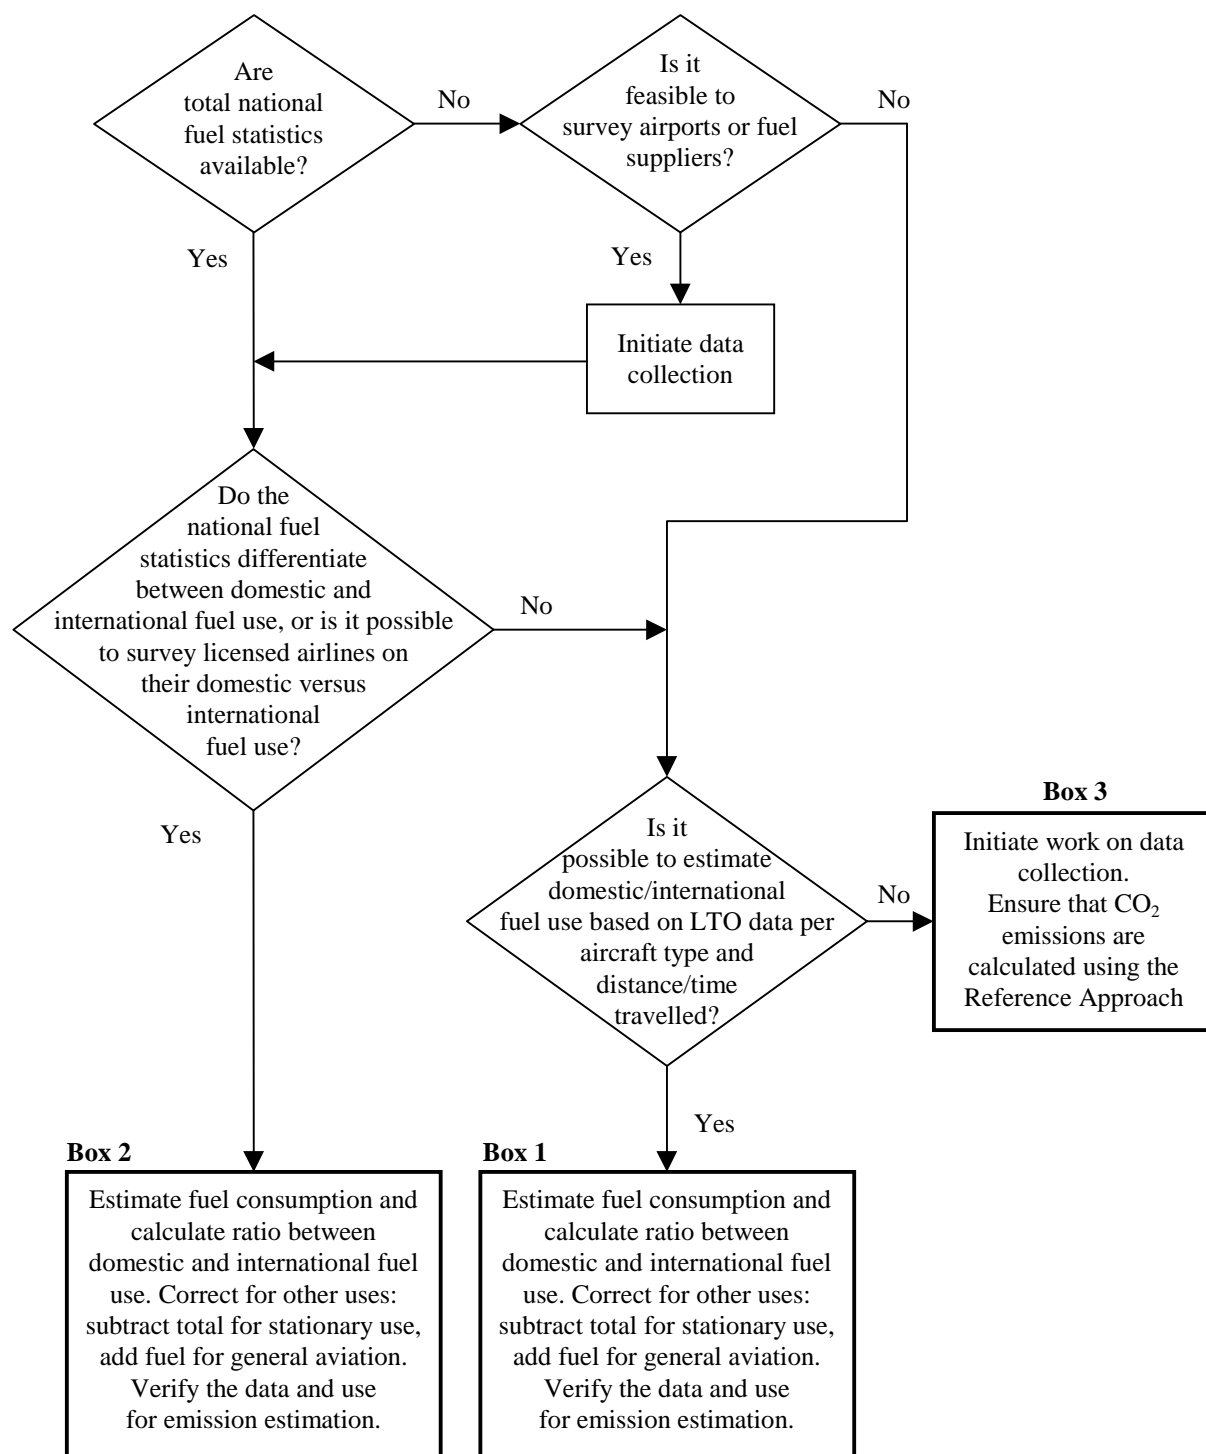 Are
total national
fuel statistics
available?
No
Is it
feasible to
survey airports or fuel
suppliers?
No
Yes
Yes
Initiate data
collection
Do the
national fuel
statistics differentiate
between domestic and
international fuel use, or is it possible
to survey licensed airlines on
their domestic versus
international
fuel use?
No
Yes
Is it
possible to estimate
domestic/international
fuel use based on LTO data per
aircraft type and
distance/time
travelled?
No
Box 3
Initiate work on data
collection.
Ensure that CO₂
emissions are
calculated using the
Reference Approach
Yes
Box 2
Estimate fuel consumption and
calculate ratio between
domestic and international fuel
use. Correct for other uses:
subtract total for stationary use,
add fuel for general aviation.
Verify the data and use
for emission estimation.
Box 1
Estimate fuel consumption and
calculate ratio between
domestic and international fuel
use. Correct for other uses:
subtract total for stationary use,
add fuel for general aviation.
Verify the data and use
for emission estimation.